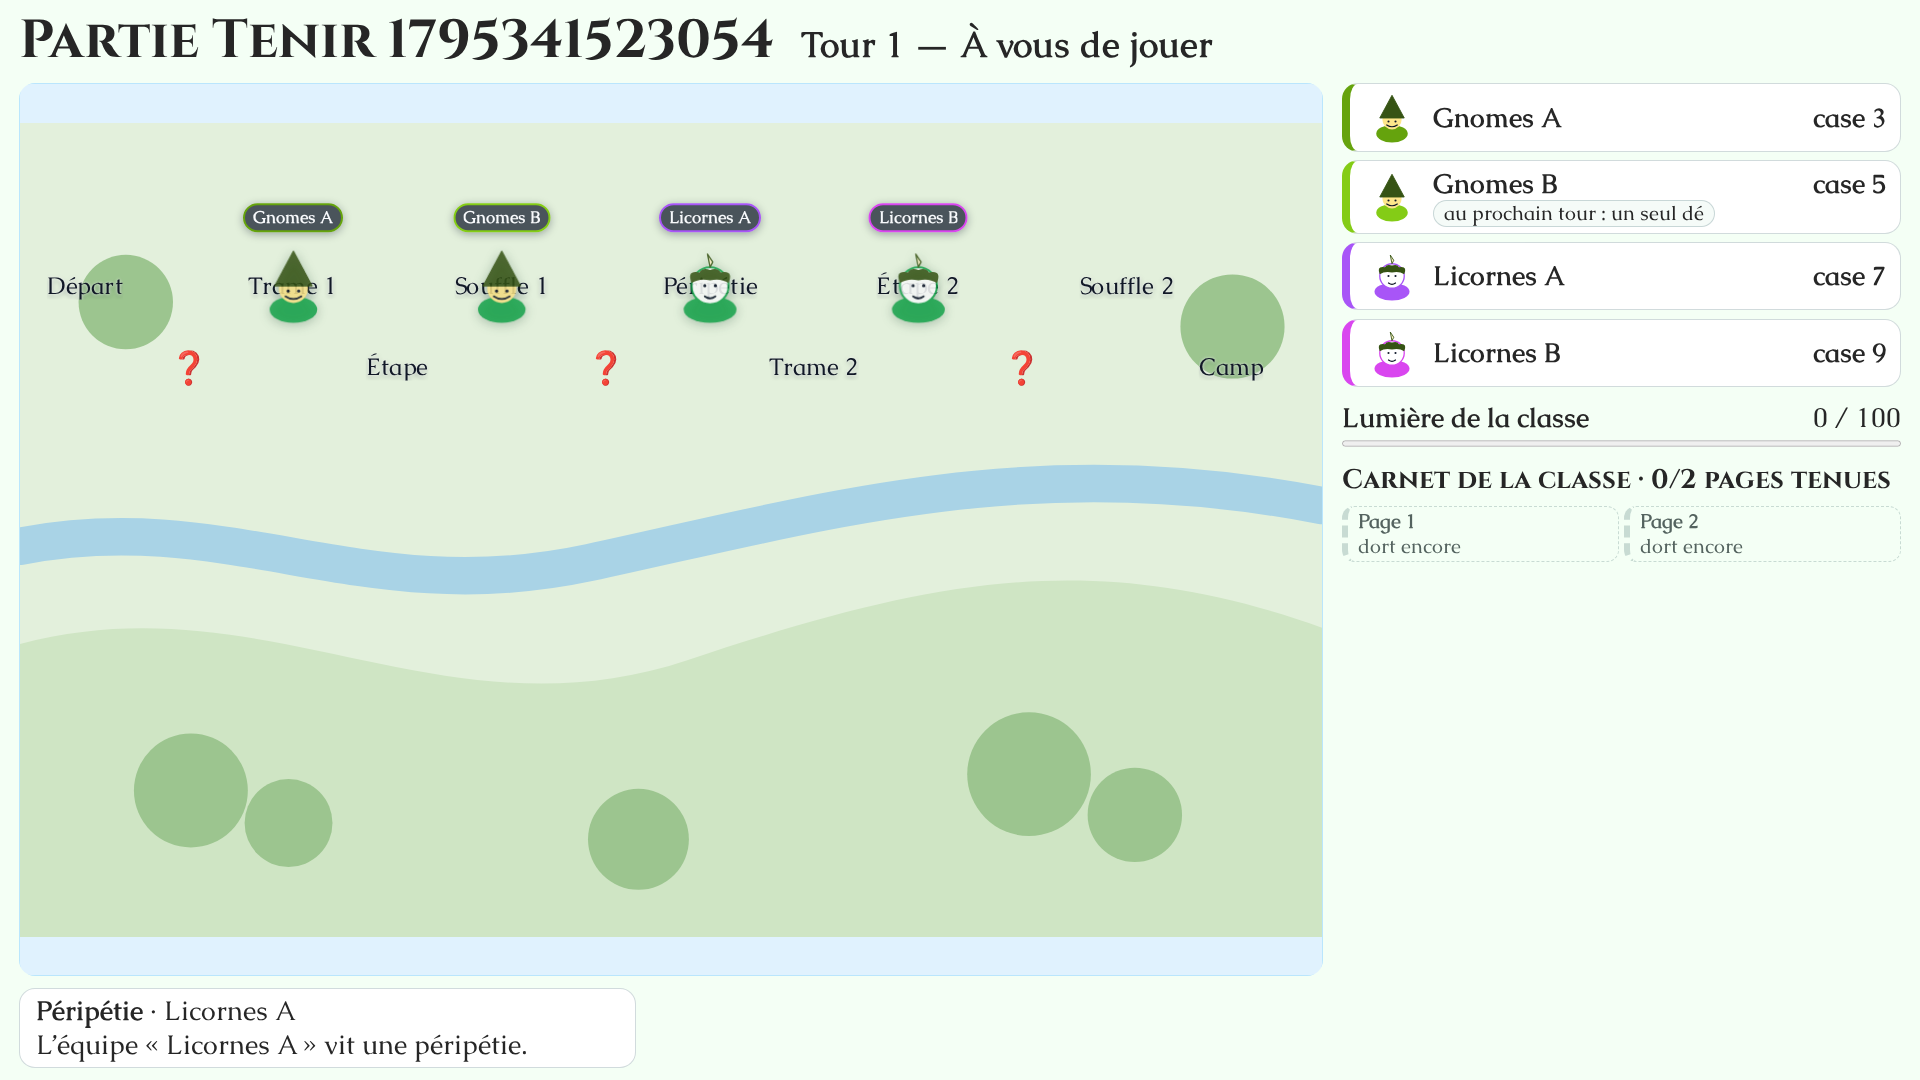 Partie Tenir 1795341523054 Tour 1 — À vous de jouer
Gnomes A
Gnomes B
Licornes A
Licornes B
Départ
Souffle 2
❓
Étape
❓
Trame 2
❓
Camp
Gnomes A case 3
Gnomes B case 5
au prochain tour : un seul dé
Licornes A case 7
Licornes B case 9
Lumière de la classe 0 / 100
Carnet de la classe · 0/2 pages tenues
Page 1
dort encore
Page 2
dort encore
Péripétie · Licornes A
L’équipe « Licornes A » vit une péripétie.